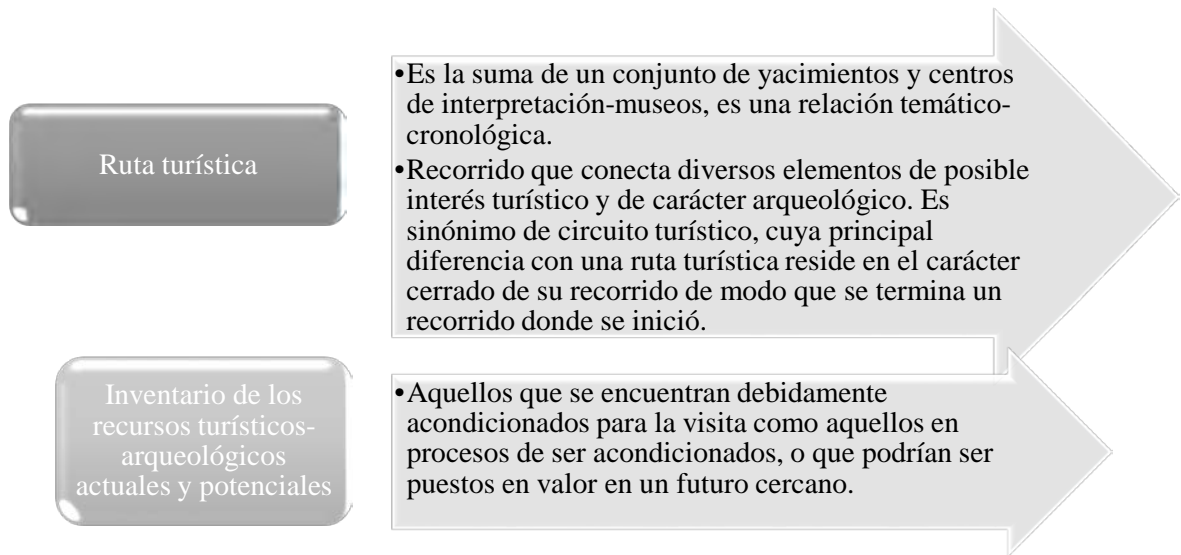 Ruta turística
•Es la suma de un conjunto de yacimientos y centros
de interpretación-museos, es una relación temático-
cronológica.
•Recorrido que conecta diversos elementos de posible
interés turístico y de carácter arqueológico. Es
sinónimo de circuito turístico, cuya principal
diferencia con una ruta turística reside en el carácter
cerrado de su recorrido de modo que se termina un
recorrido donde se inició.
Inventario de los
recursos turísticos-
arqueológicos
actuales y potenciales
•Aquellos que se encuentran debidamente
acondicionados para la visita como aquellos en
procesos de ser acondicionados, o que podrían ser
puestos en valor en un futuro cercano.